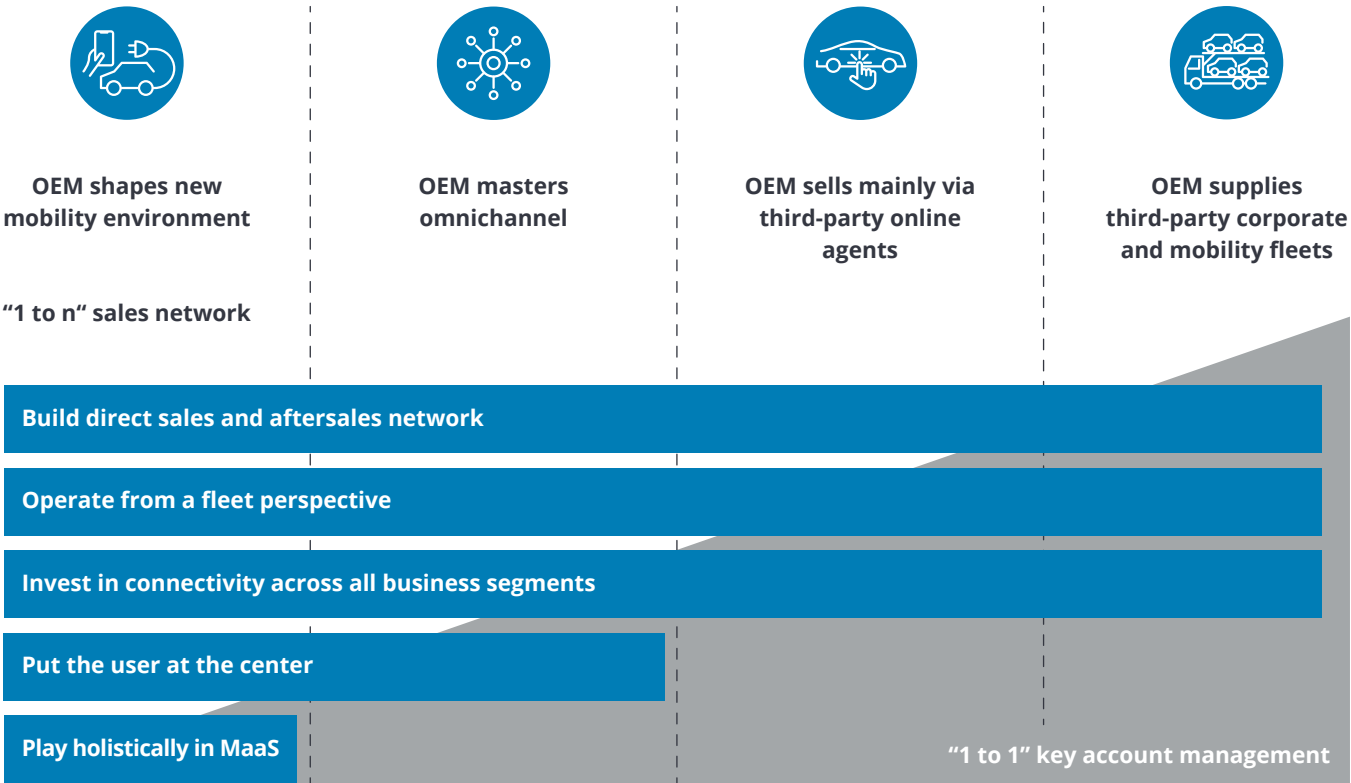 OEM shapes new
mobility environment
OEM masters
omnichannel
OEM sells mainly via
third-party online
agents
OEM supplies
third-party corporate
and mobility fleets
“1 to n“ sales network
Build direct sales and aftersales network
Operate from a fleet perspective
Invest in connectivity across all business segments
Put the user at the center
Play holistically in MaaS
“1 to 1” key account management